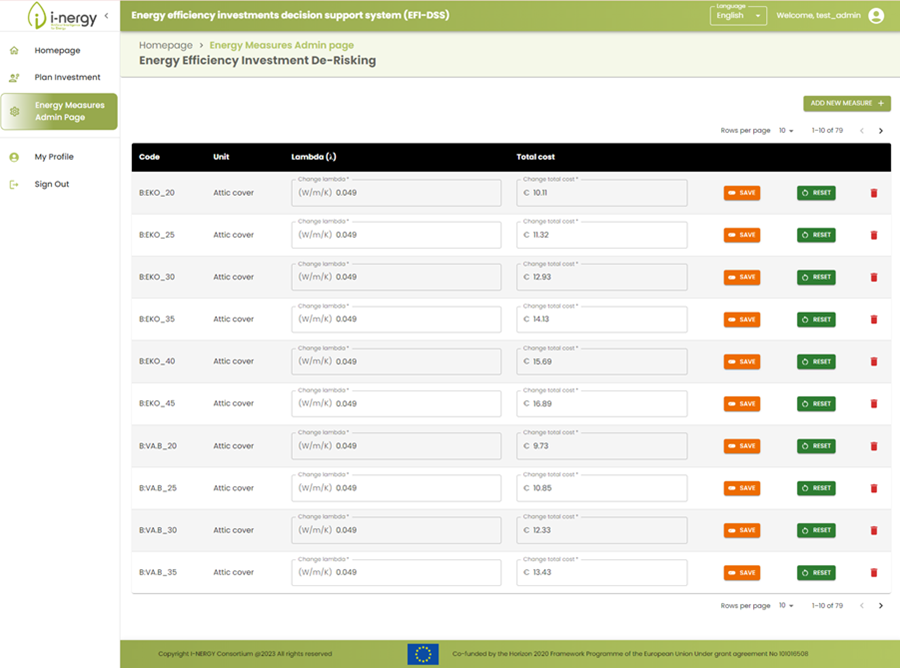 i-nergy
Energy efficiency investments decision support system (EFI-DSS)
Language
English
Welcome, test_admin
Homepage
Plan Investment
Energy Measures
Admin Page
My Profile
Sign Out
Homepage > Energy Measures Admin page
Energy Efficiency Investment De-Risking
ADD NEW MEASURE +
Rows per page 10 1-10 of 79
Code Unit Lambda (λ) Total cost
Change lambda * Change total cost *
B.EKO_20 Attic cover (W/m/K) 0.049 € 10.11 SAVE RESET
Change lambda * Change total cost *
B.EKO_25 Attic cover (W/m/K) 0.049 € 11.32 SAVE RESET
Change lambda * Change total cost *
B.EKO_30 Attic cover (W/m/K) 0.049 € 12.93 SAVE RESET
Change lambda * Change total cost *
B.EKO_35 Attic cover (W/m/K) 0.049 € 14.13 SAVE RESET
Change lambda * Change total cost *
B.EKO_40 Attic cover (W/m/K) 0.049 € 15.69 SAVE RESET
Change lambda * Change total cost *
B.EKO_45 Attic cover (W/m/K) 0.049 € 16.89 SAVE RESET
Change lambda * Change total cost *
B.VA.B_20 Attic cover (W/m/K) 0.049 € 9.73 SAVE RESET
Change lambda * Change total cost *
B.VA.B_25 Attic cover (W/m/K) 0.049 € 10.85 SAVE RESET
Change lambda * Change total cost *
B.VA.B_30 Attic cover (W/m/K) 0.049 € 12.33 SAVE RESET
Change lambda * Change total cost *
B.VA.B_35 Attic cover (W/m/K) 0.049 € 13.43 SAVE RESET
Rows per page 10 1-10 of 79
Copyright I-NERGY Consortium @2023 All rights reserved
Co-funded by the Horizon 2020 Framework Programme of the European Union Under grant agreement No 101016508